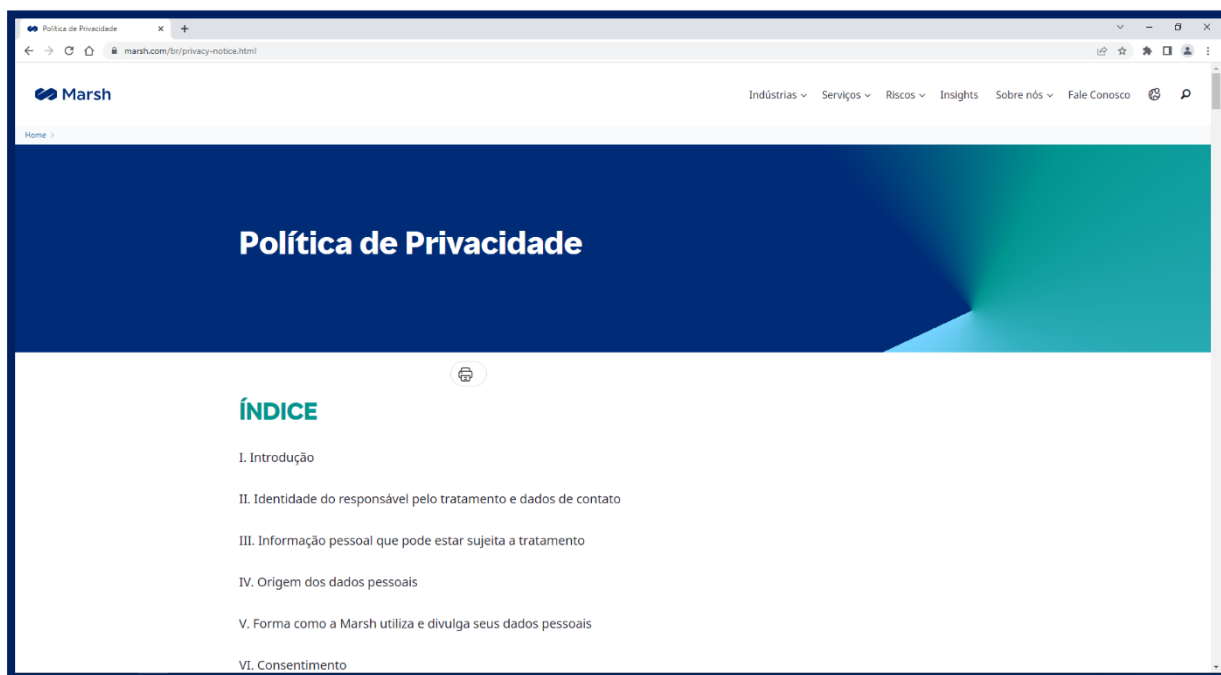 Política de Privacidade
marsh.com/br/privacy-notice.html
Marsh
Indústrias Serviços Riscos Insights Sobre nós Fale Conosco
Home >
Política de Privacidade
ÍNDICE
I. Introdução
II. Identidade do responsável pelo tratamento e dados de contato
III. Informação pessoal que pode estar sujeita a tratamento
IV. Origem dos dados pessoais
V. Forma como a Marsh utiliza e divulga seus dados pessoais
VI. Consentimento